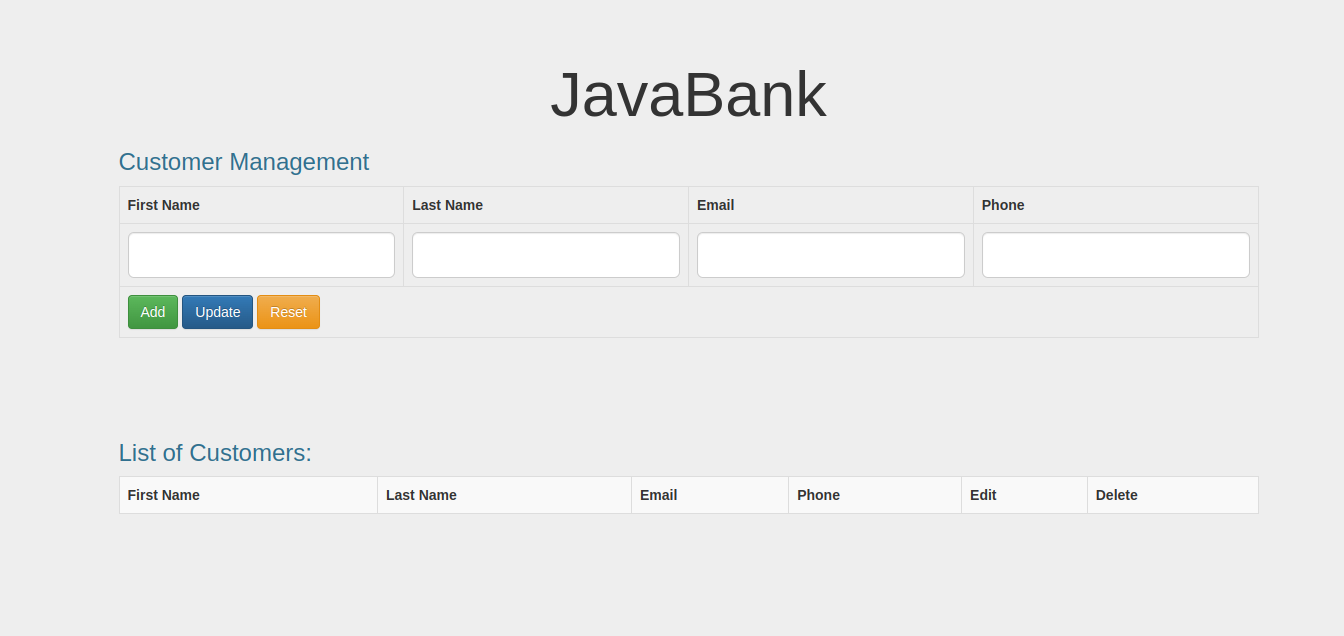 JavaBank
Customer Management
First Name Last Name Email Phone
Add Update Reset
List of Customers:
First Name Last Name Email Phone Edit Delete